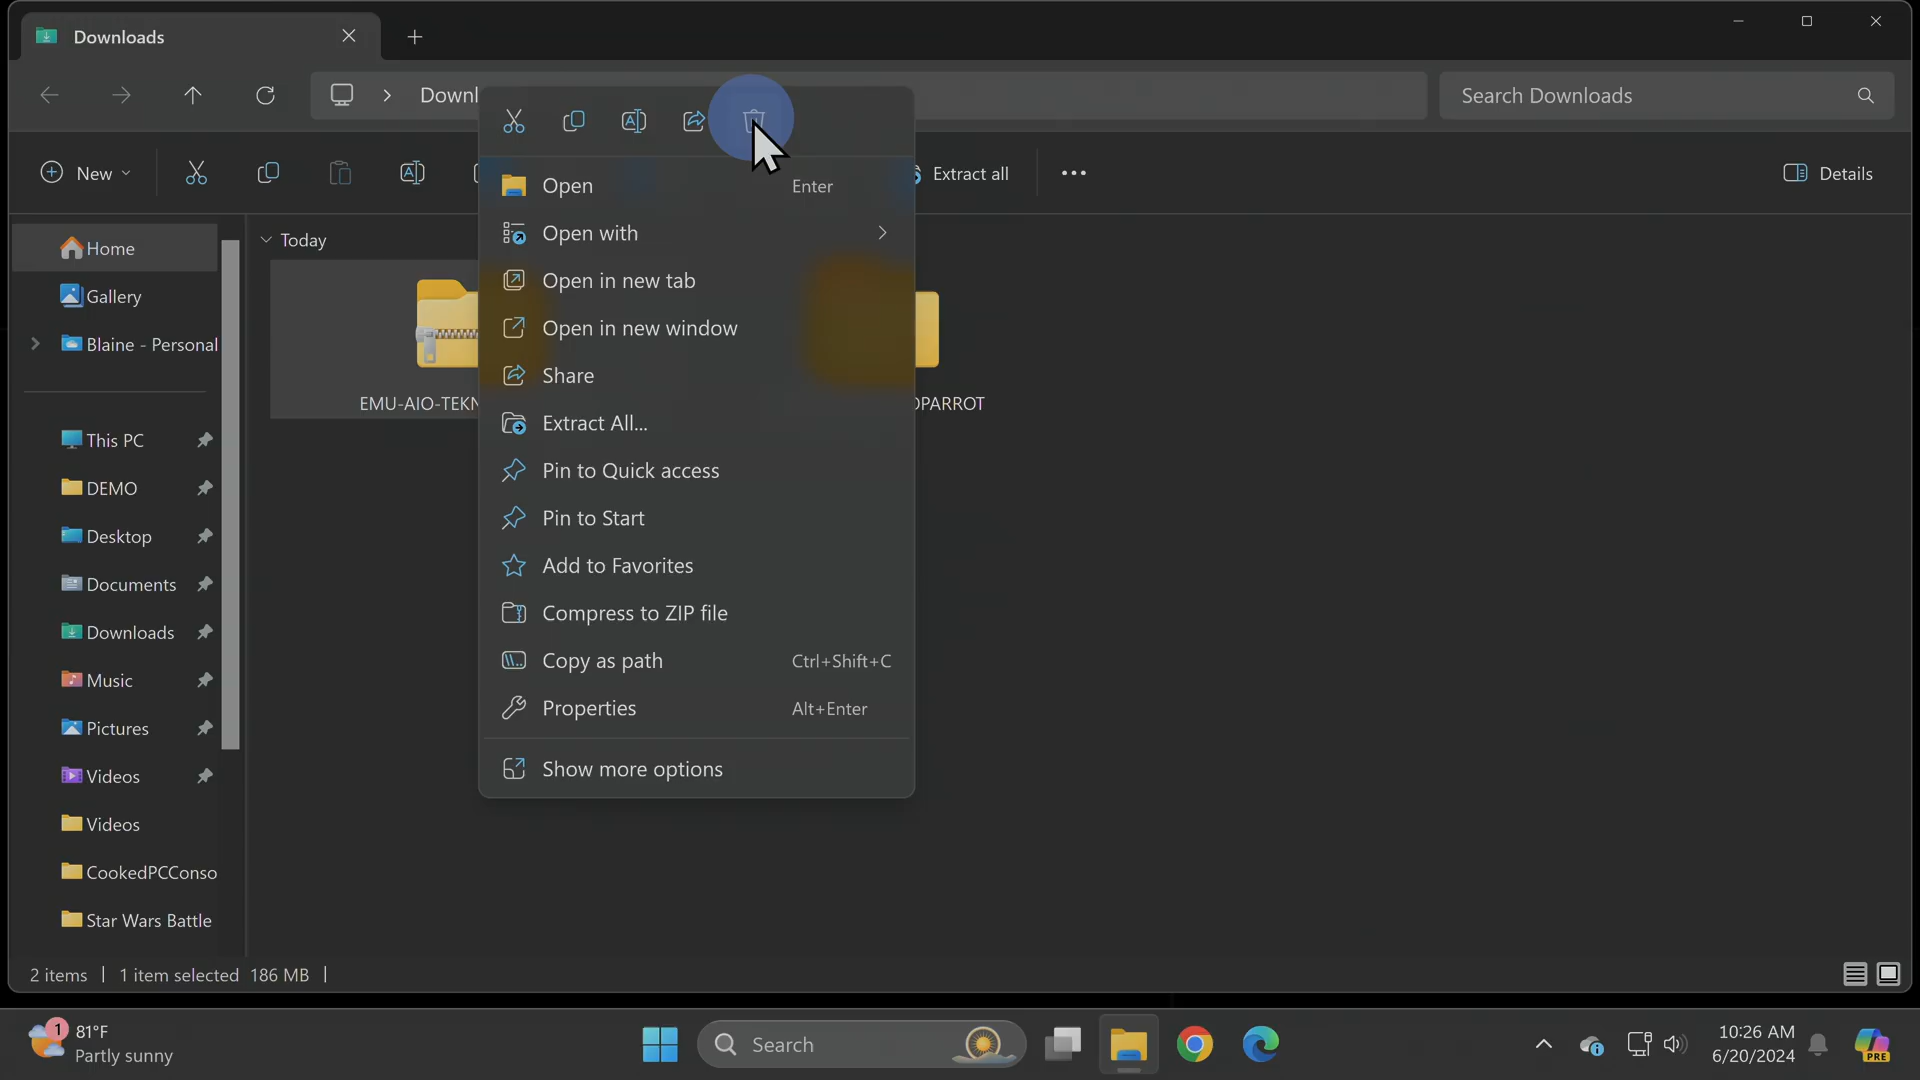 Downloads
Downl
Search Downloads
New
Extract all
Details
Home
Gallery
Blaine - Personal
This PC
DEMO
Desktop
Documents
Downloads
Music
Pictures
Videos
Videos
CookedPCConso
Star Wars Battle
Today
EMU-AIO-TEKN
OPARROT
Open Enter
Open with
Open in new tab
Open in new window
Share
Extract All...
Pin to Quick access
Pin to Start
Add to Favorites
Compress to ZIP file
Copy as path Ctrl+Shift+C
Properties Alt+Enter
Show more options
2 items 1 item selected 186 MB
1
81°F
Partly sunny
Search
10:26 AM
6/20/2024
PRE